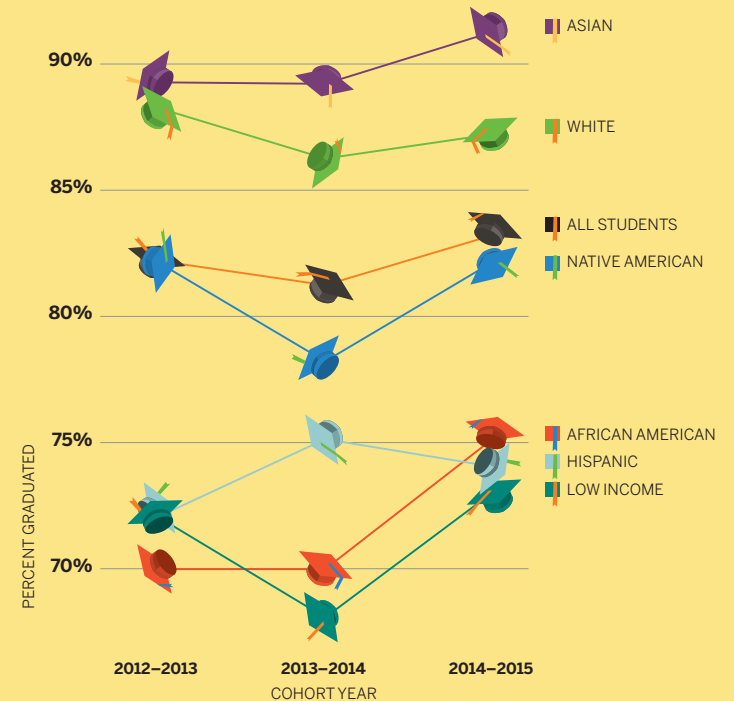 ASIAN
90%
WHITE
85%
ALL STUDENTS
NATIVE AMERICAN
80%
75%
AFRICAN AMERICAN
HISPANIC
LOW INCOME
PERCENT GRADUATED
70%
2012–2013 2013–2014 2014–2015
COHORT YEAR